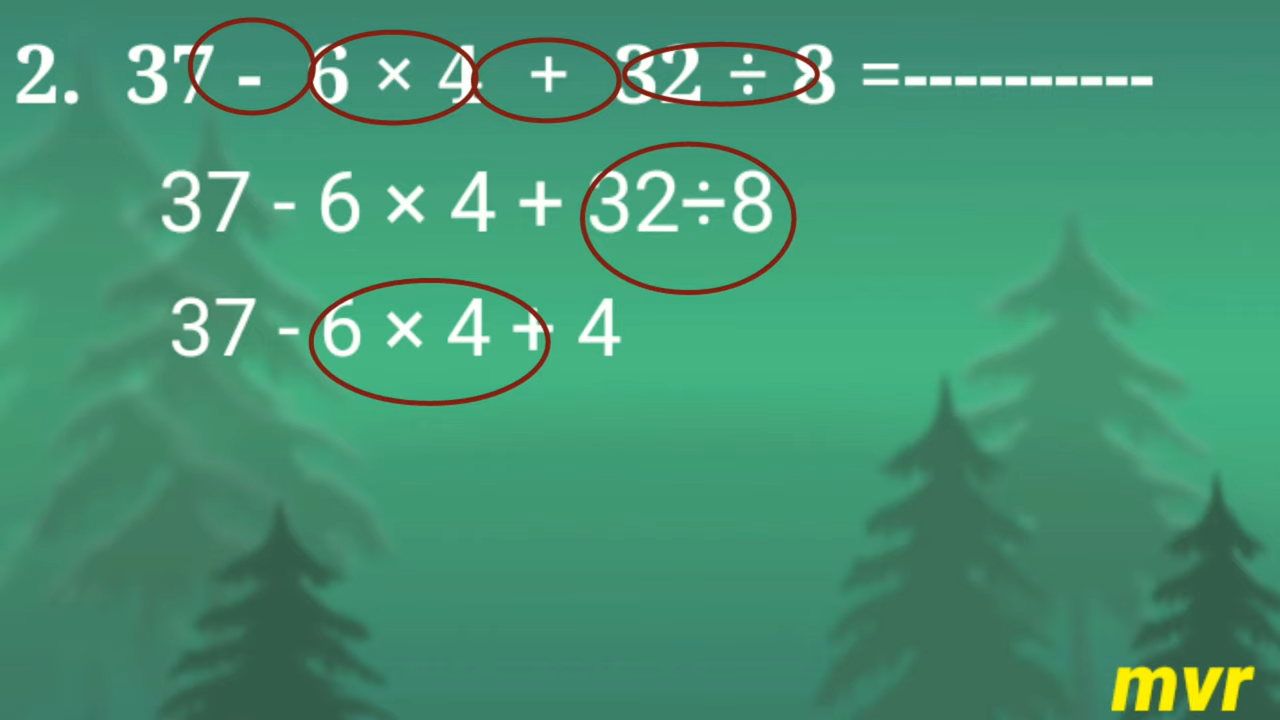 2. 37 - 6 × 4 + 32 ÷ 8 =----------
37 - 6 × 4 + 32÷8
37 - 6 × 4 + 4
mvr